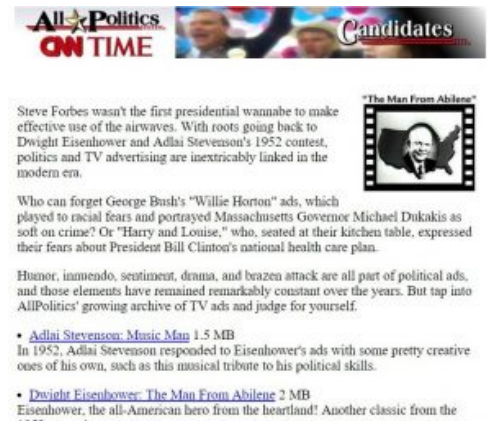 All Politics
CNN TIME
Candidates
"The Man From Abilene"
Steve Forbes wasn't the first presidential wannabe to make
effective use of the airwaves. With roots going back to
Dwight Eisenhower and Adlai Stevenson's 1952 contest,
politics and TV advertising are inextricably linked in the
modern era.
Who can forget George Bush's "Willie Horton" ads, which
played to racial fears and portrayed Massachusetts Governor Michael Dukakis as
soft on crime? Or "Harry and Louise," who, seated at their kitchen table, expressed
their fears about President Bill Clinton's national health care plan.
Humor, innuendo, sentiment, drama, and brazen attack are all part of political ads,
and those elements have remained remarkably constant over the years. But tap into
AllPolitics' growing archive of TV ads and judge for yourself.
• Adlai Stevenson: Music Man 1.5 MB
In 1952, Adlai Stevenson responded to Eisenhower's ads with some pretty creative
ones of his own, such as this musical tribute to his political skills.
• Dwight Eisenhower: The Man From Abilene 2 MB
Eisenhower, the all-American hero from the heartland! Another classic from the